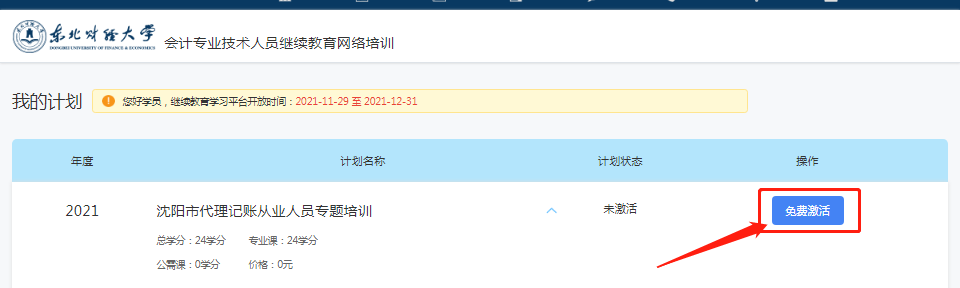 东北财经大学
DONGBEI UNIVERSITY OF FINANCE & ECONOMICS
会计专业技术人员继续教育网络培训
我的计划
您好学员，继续教育学习平台开放时间：2021-11-29 至 2021-12-31
年度 计划名称 计划状态 操作
2021 沈阳市代理记账从业人员专题培训 未激活 免费激活
总学分：24学分 专业课：24学分
公需课：0学分 价格：0元